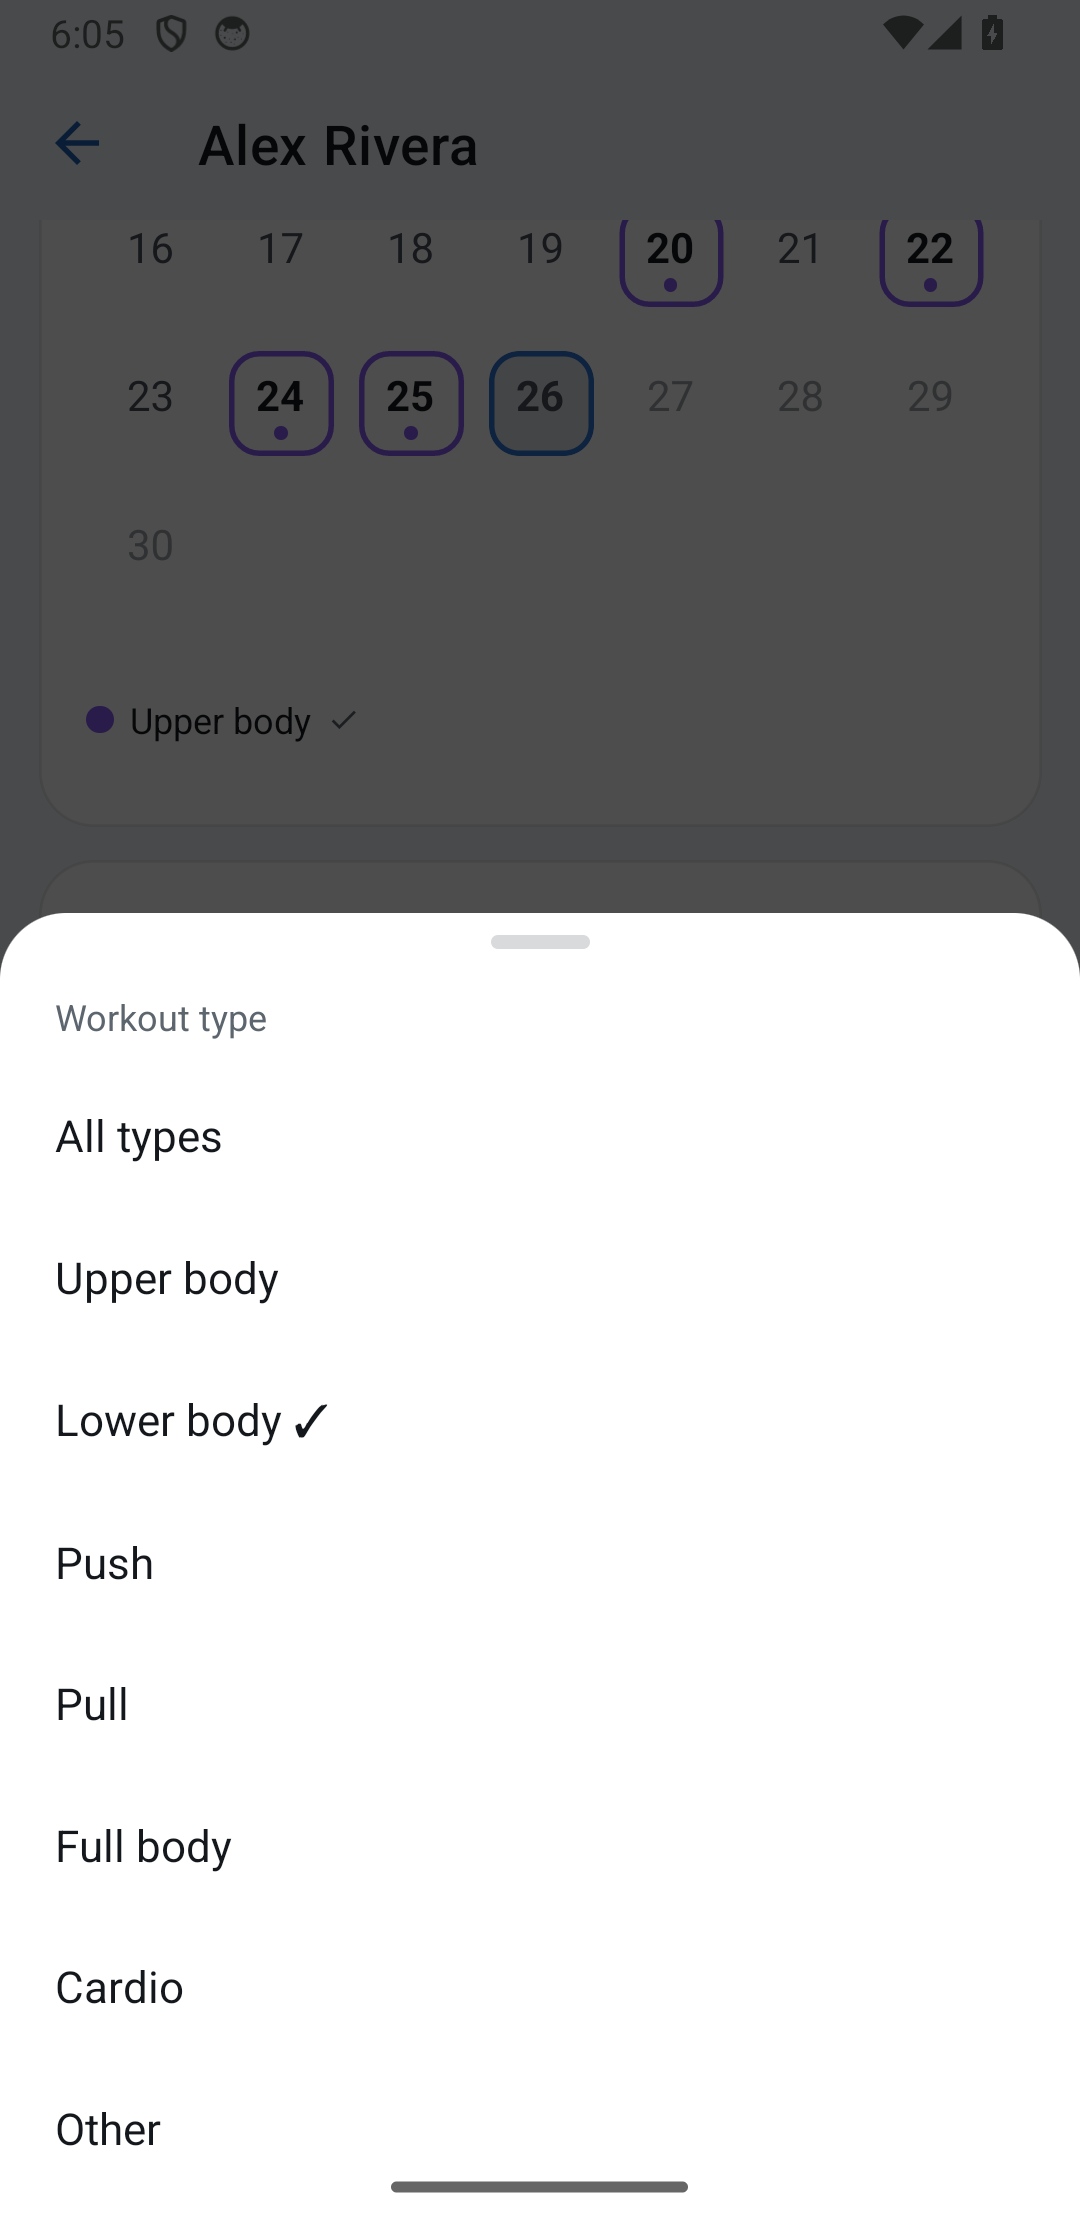 6:05
Alex Rivera
16 17 18 19 20 21 22
23 24 25 26 27 28 29
30
Upper body ✓
Workout type
All types
Upper body
Lower body ✓
Push
Pull
Full body
Cardio
Other